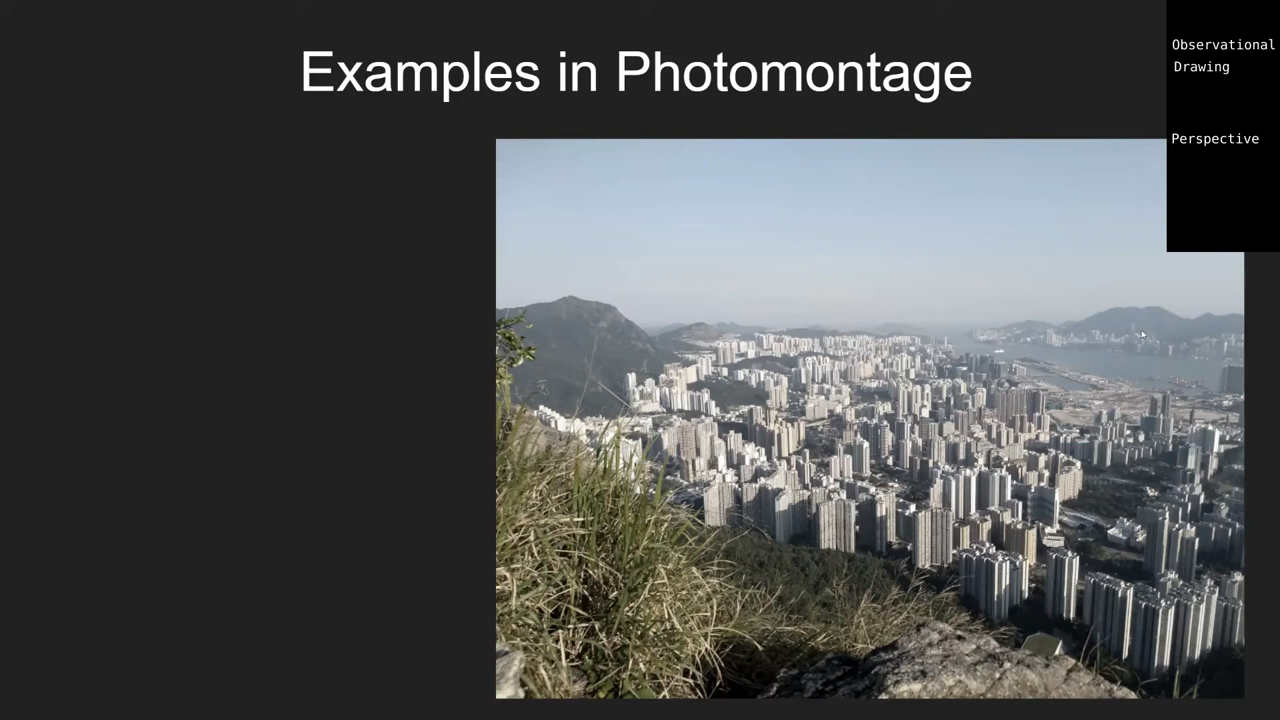 Examples in Photomontage
Observational
Drawing
Perspective